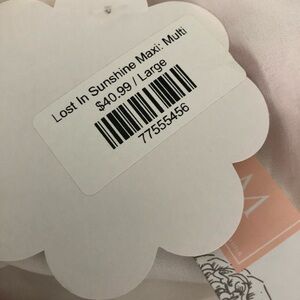 Lost In Sunshine Maxi: Multi
$40.99 / Large
77555456